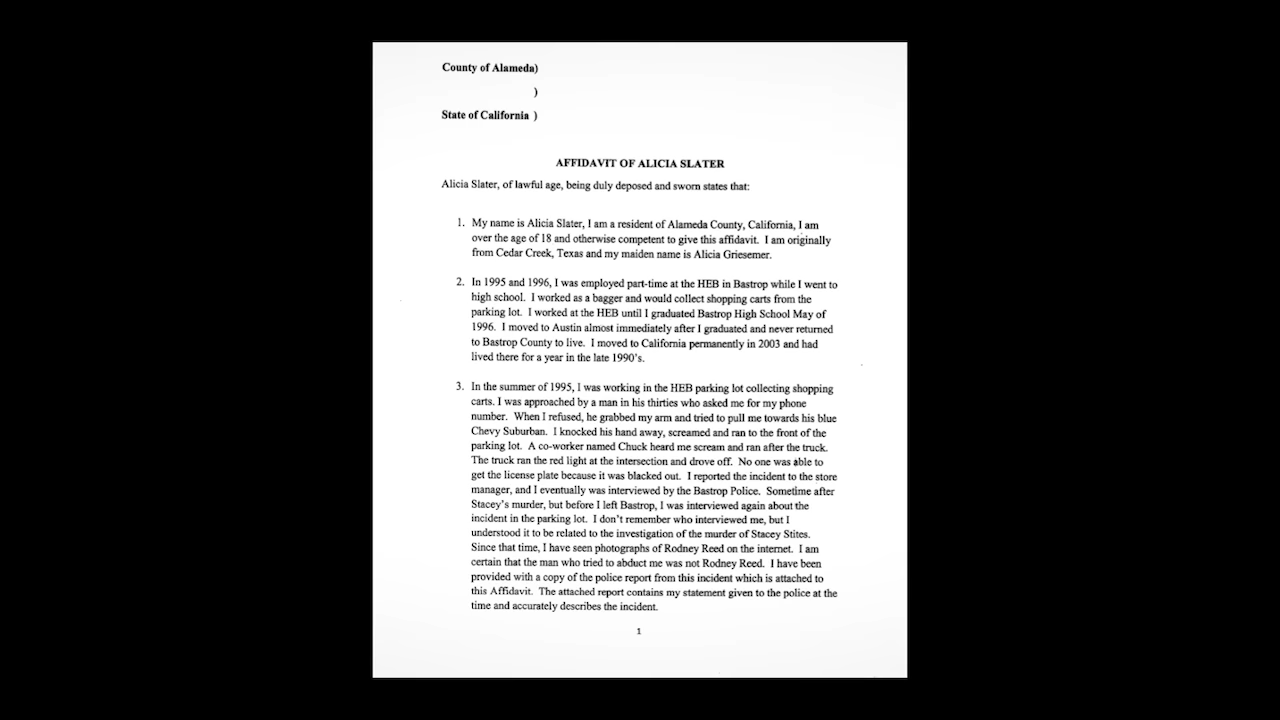 County of Alameda)
)
State of California )
AFFIDAVIT OF ALICIA SLATER
Alicia Slater, of lawful age, being duly deposed and sworn states that:
1. My name is Alicia Slater, I am a resident of Alameda County, California, I am
over the age of 18 and otherwise competent to give this affidavit. I am originally
from Cedar Creek, Texas and my maiden name is Alicia Griesemer.
2. In 1995 and 1996, I was employed part-time at the HEB in Bastrop while I went to
high school. I worked as a bagger and would collect shopping carts from the
parking lot. I worked at the HEB until I graduated Bastrop High School May of
1996. I moved to Austin almost immediately after I graduated and never returned
to Bastrop County to live. I moved to California permanently in 2003 and had
lived there for a year in the late 1990's.
3. In the summer of 1995, I was working in the HEB parking lot collecting shopping
carts. I was approached by a man in his thirties who asked me for my phone
number. When I refused, he grabbed my arm and tried to pull me towards his blue
Chevy Suburban. I knocked his hand away, screamed and ran to the front of the
parking lot. A co-worker named Chuck heard me scream and ran after the truck.
The truck ran the red light at the intersection and drove off. No one was able to
get the license plate because it was blacked out. I reported the incident to the store
manager, and I eventually was interviewed by the Bastrop Police. Sometime after
Stacey's murder, but before I left Bastrop, I was interviewed again about the
incident in the parking lot. I don't remember who interviewed me, but I
understood it to be related to the investigation of the murder of Stacey Stites.
Since that time, I have seen photographs of Rodney Reed on the internet. I am
certain that the man who tried to abduct me was not Rodney Reed. I have been
provided with a copy of the police report from this incident which is attached to
this Affidavit. The attached report contains my statement given to the police at the
time and accurately describes the incident.
1